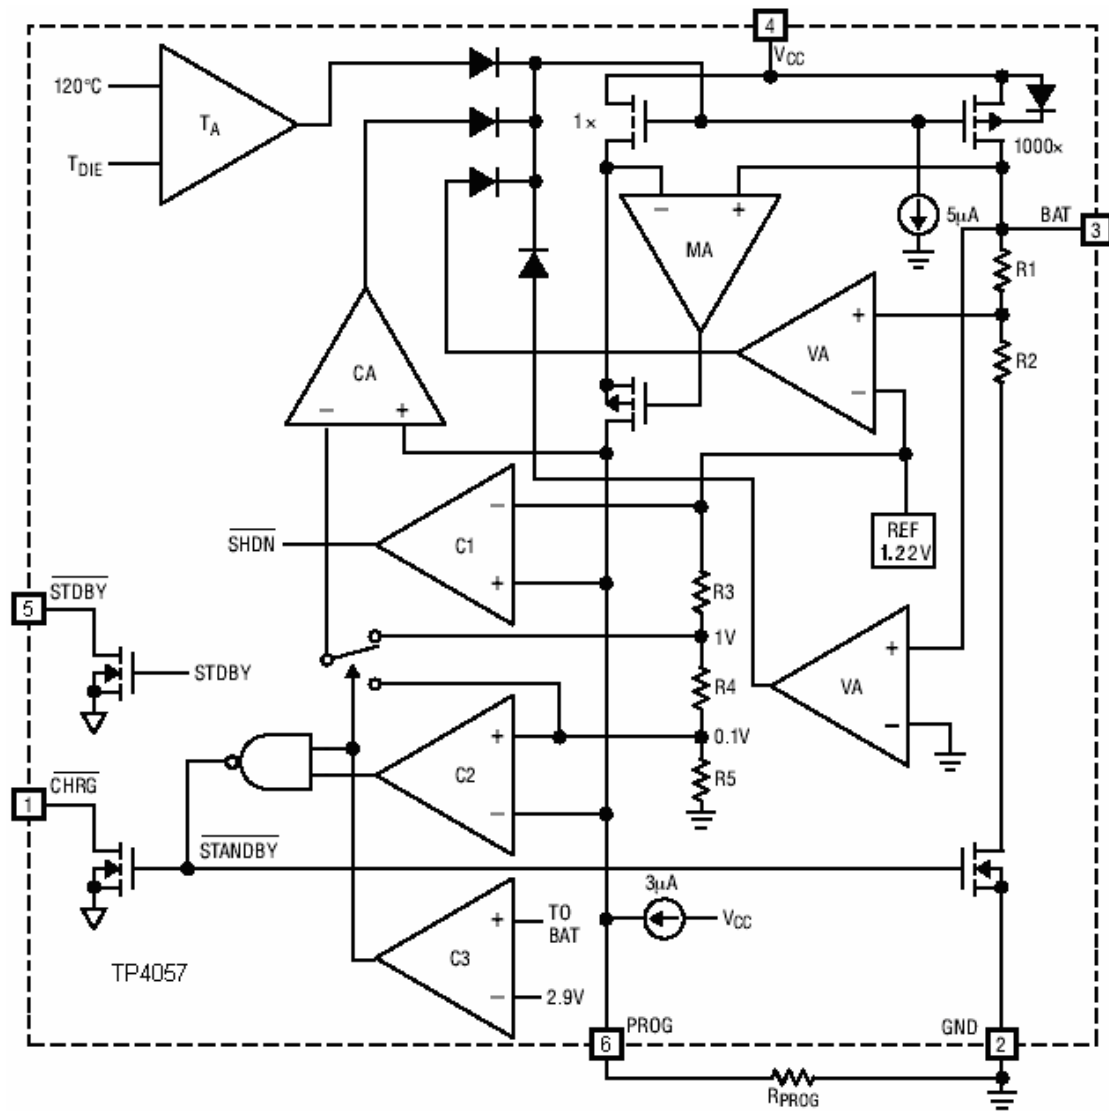 4
VCC
120°C
TA
TDIE
1×
1000×
5µA
BAT
3
− +
MA
R1
+
VA
−
R2
CA
− +
REF
1.22V
SHDN
−
C1
+
R3
STDBY
5
1V
STDBY
R4
+
VA
−
0.1V
+
C2
−
R5
CHRG
1
STANDBY
3µA
VCC
+
TO
BAT
C3
−
2.9V
TP4057
PROG
6
GND
2
RPROG